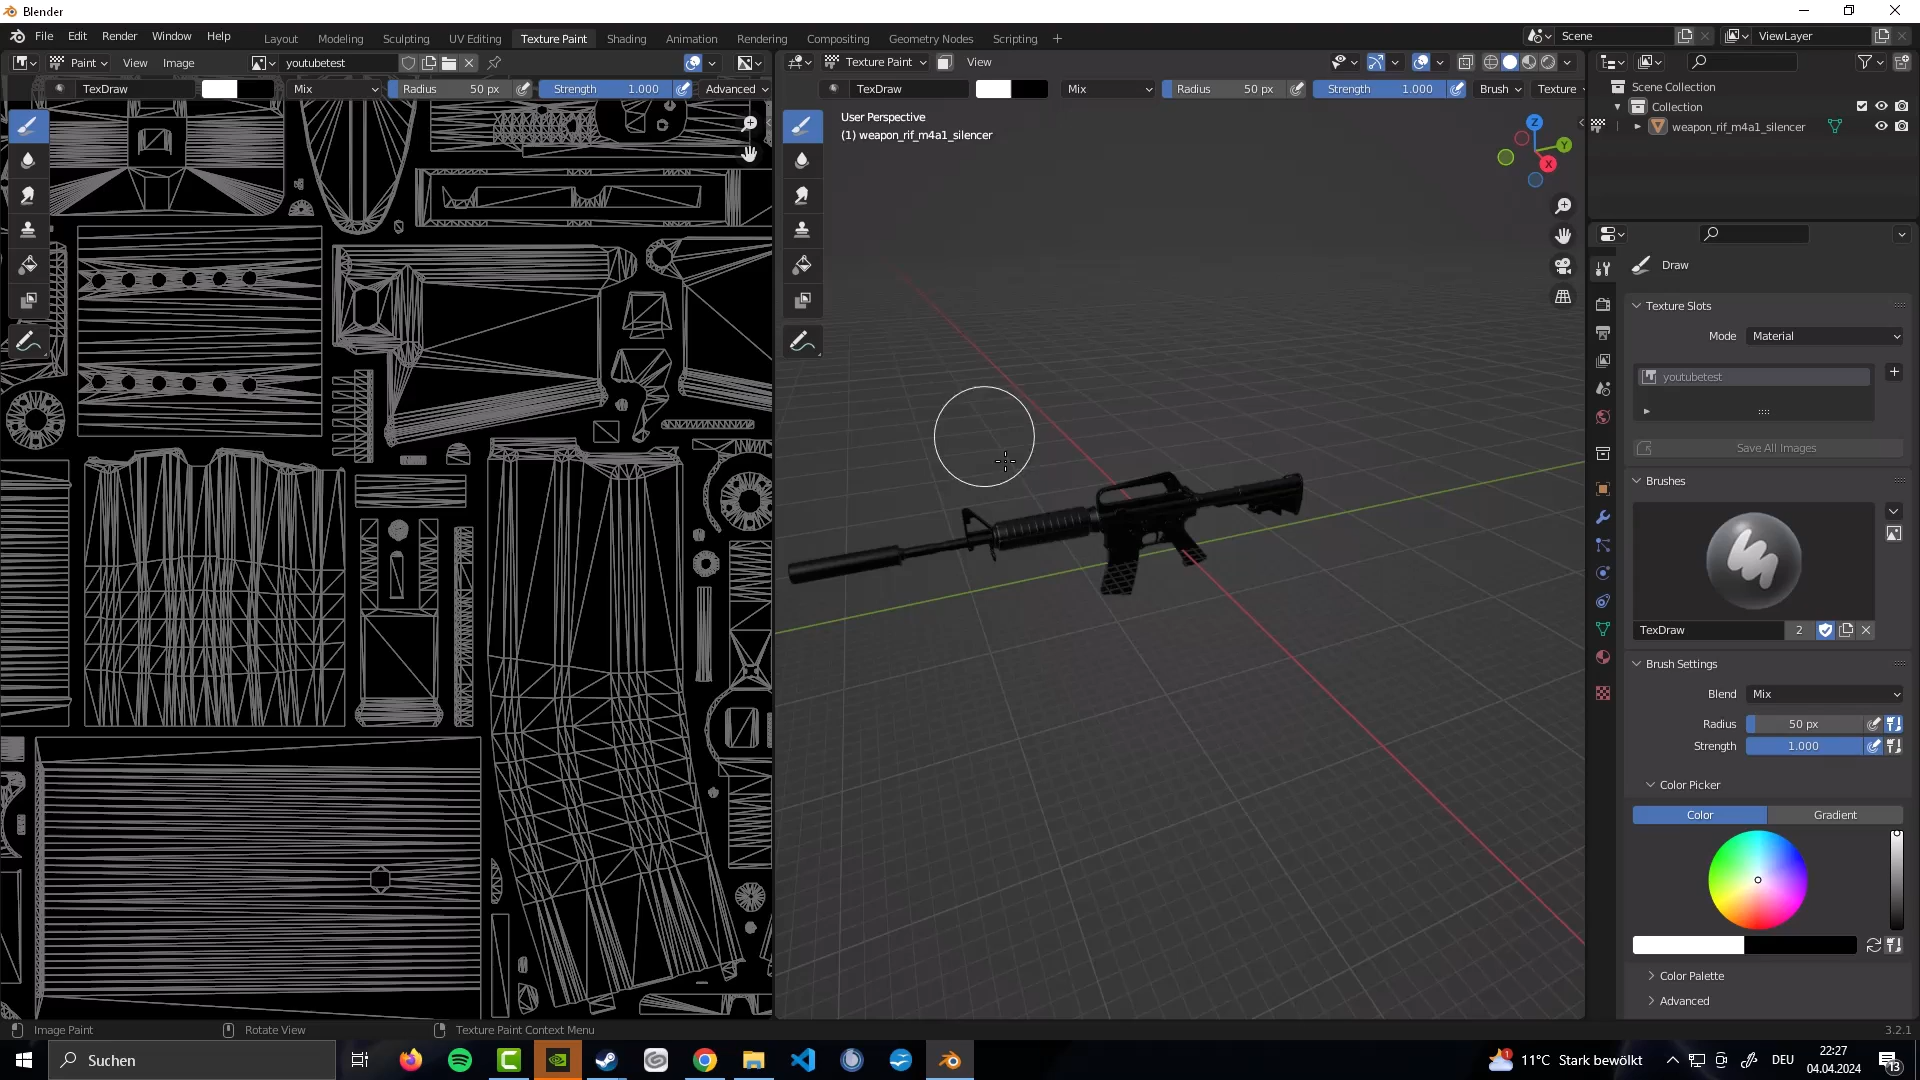 Blender
File Edit Render Window Help
Layout Modeling Sculpting UV Editing Texture Paint Shading Animation Rendering Compositing Geometry Nodes Scripting +
Scene
ViewLayer
Paint View Image youtubetest
Texture Paint View
TexDraw Mix Radius 50 px Strength 1.000 Advanced
TexDraw Mix Radius 50 px Strength 1.000 Brush Texture
User Perspective
(1) weapon_rif_m4a1_silencer
Z
Y
X
Scene Collection
Collection
weapon_rif_m4a1_silencer
Draw
Texture Slots
Mode Material
youtubetest
Save All Images
Brushes
TexDraw 2
Brush Settings
Blend Mix
Radius 50 px
Strength 1.000
Color Picker
Color Gradient
Color Palette
Advanced
Image Paint Rotate View Texture Paint Context Menu 3.2.1
Suchen
1
11°C Stark bewölkt
DEU
22:27
04.04.2024
13